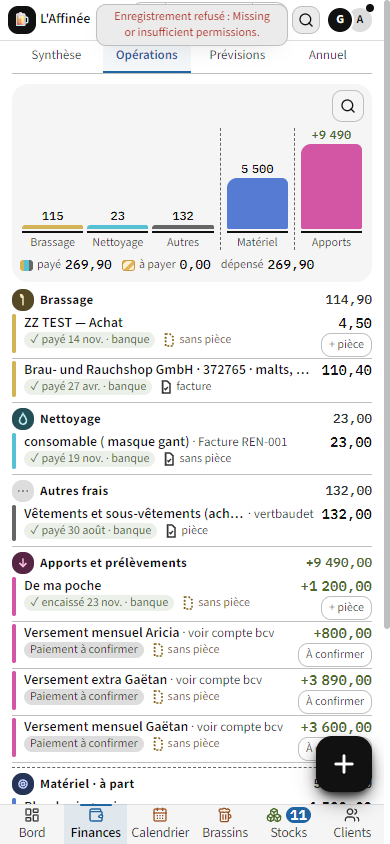 L'Affinée
Enregistrement refusé : Missing
or insufficient permissions.
G A
Synthèse Opérations Prévisions Annuel
+9 490
5 500
115 23 132
Brassage Nettoyage Autres Matériel Apports
payé 269,90 à payer 0,00 dépensé 269,90
Brassage 114,90
ZZ TEST — Achat 4,50
✓ payé 14 nov. · banque sans pièce + pièce
Brau- und Rauchshop GmbH · 372765 · malts, … 110,40
✓ payé 27 avr. · banque facture
Nettoyage 23,00
consomable ( masque gant) · Facture REN-001 23,00
✓ payé 19 nov. · banque sans pièce
Autres frais 132,00
Vêtements et sous-vêtements (ach… · vertbaudet 132,00
✓ payé 30 août · banque pièce
Apports et prélèvements +9 490,00
De ma poche +1 200,00
✓ encaissé 23 nov. · banque sans pièce + pièce
Versement mensuel Aricia · voir compte bcv +800,00
Paiement à confirmer sans pièce À confirmer
Versement extra Gaëtan · voir compte bcv +3 890,00
Paiement à confirmer sans pièce À confirmer
Versement mensuel Gaëtan · voir compte bcv +3 600,00
Paiement à confirmer sans pièce
Matériel · à part
Bord Finances Calendrier Brassins Stocks 11 Clients